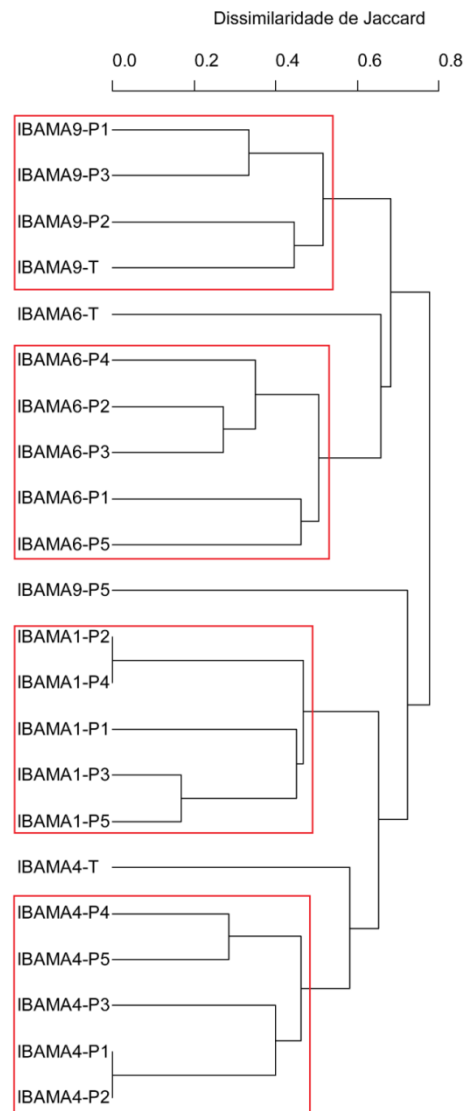 Dissimilaridade de Jaccard
0.0 0.2 0.4 0.6 0.8
IBAMA9-P1
IBAMA9-P3
IBAMA9-P2
IBAMA9-T
IBAMA6-T
IBAMA6-P4
IBAMA6-P2
IBAMA6-P3
IBAMA6-P1
IBAMA6-P5
IBAMA9-P5
IBAMA1-P2
IBAMA1-P4
IBAMA1-P1
IBAMA1-P3
IBAMA1-P5
IBAMA4-T
IBAMA4-P4
IBAMA4-P5
IBAMA4-P3
IBAMA4-P1
IBAMA4-P2